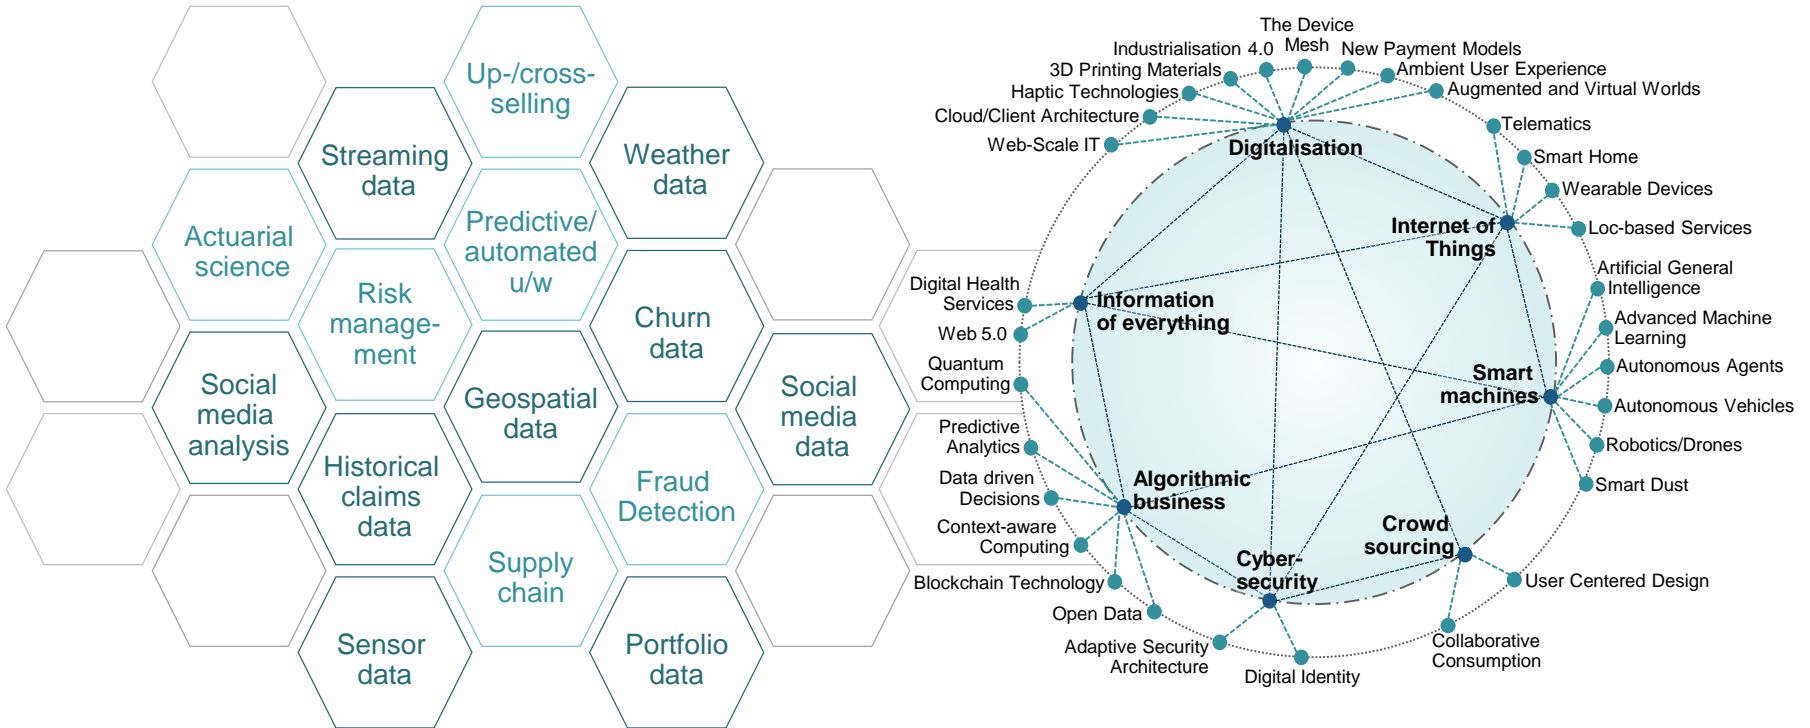 Up-/cross-
selling
Streaming
data
Weather
data
Actuarial
science
Predictive/
automated
u/w
Risk
manage-
ment
Churn
data
Social
media
analysis
Geospatial
data
Social
media
data
Historical
claims
data
Fraud
Detection
Supply
chain
Sensor
data
Portfolio
data
The Device
Mesh
Industrialisation 4.0
New Payment Models
3D Printing Materials
Ambient User Experience
Haptic Technologies
Augmented and Virtual Worlds
Cloud/Client Architecture
Web-Scale IT
Digitalisation
Telematics
Smart Home
Wearable Devices
Loc-based Services
Internet of
Things
Artificial General
Intelligence
Digital Health
Services
Information
of everything
Web 5.0
Advanced Machine
Learning
Quantum
Computing
Smart
machines
Autonomous Agents
Autonomous Vehicles
Predictive
Analytics
Robotics/Drones
Data driven
Decisions
Algorithmic
business
Smart Dust
Context-aware
Computing
Crowd
sourcing
Cyber-
security
Blockchain Technology
User Centered Design
Open Data
Adaptive Security
Architecture
Digital Identity
Collaborative
Consumption